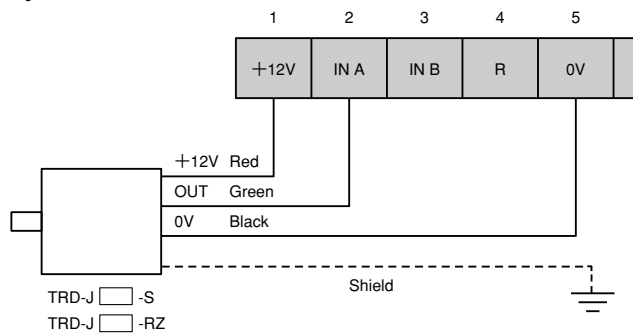 1 2 3 4 5
＋12V IN A IN B R 0V
＋12V Red
OUT Green
0V Black
Shield
TRD-J -S
TRD-J -RZ